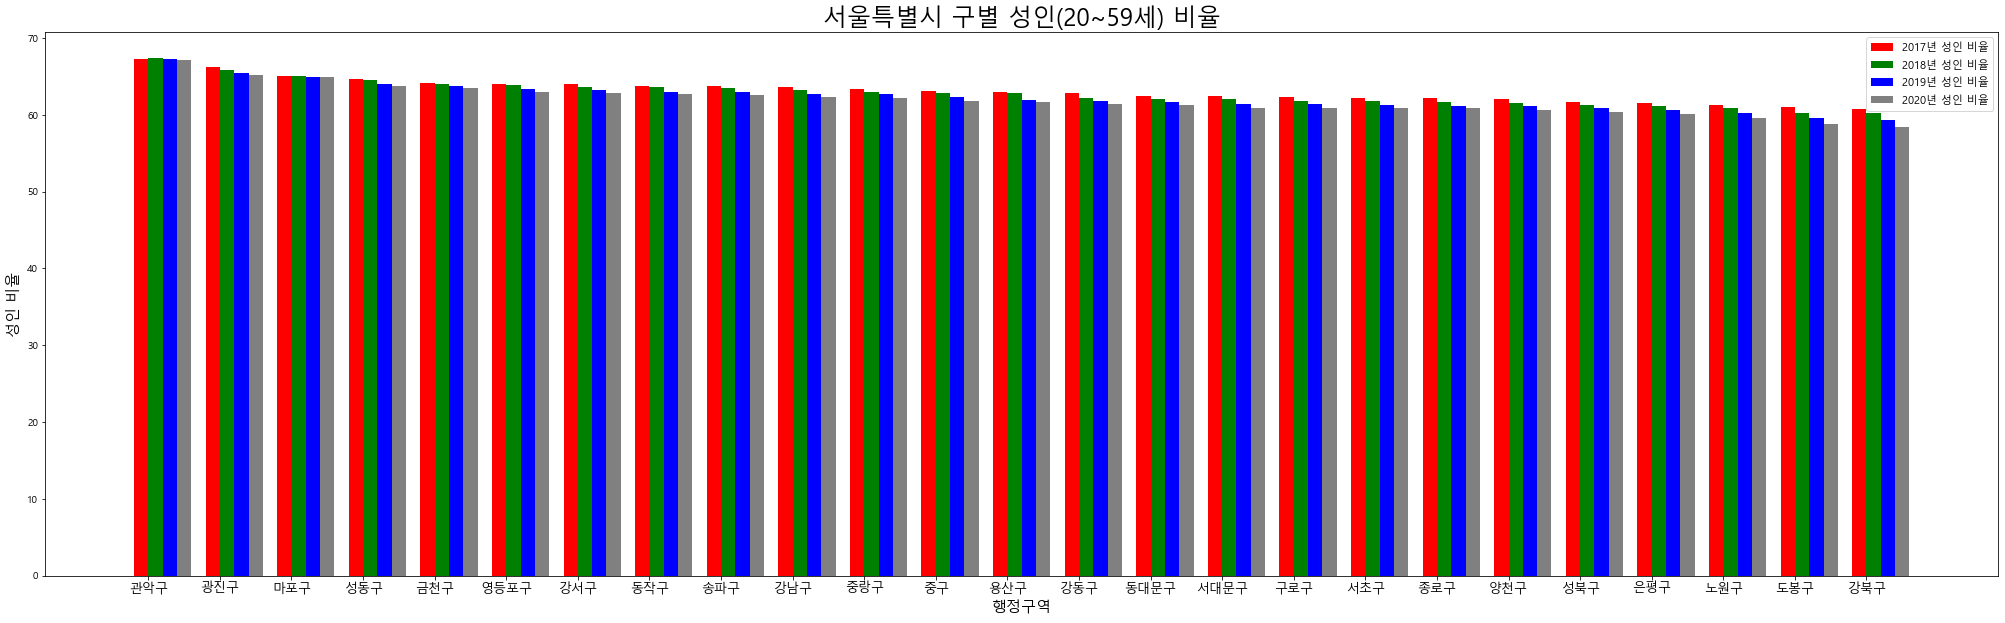 서울특별시 구별 성인(20~59세) 비율
2017년 성인 비율
2018년 성인 비율
2019년 성인 비율
2020년 성인 비율
70
60
50
40
30
20
10
0
성인 비율
관악구 광진구 마포구 성동구 금천구 영등포구 강서구 동작구 송파구 강남구 중랑구 중구 용산구 강동구 동대문구 서대문구 구로구 서초구 종로구 양천구 성북구 은평구 노원구 도봉구 강북구
행정구역